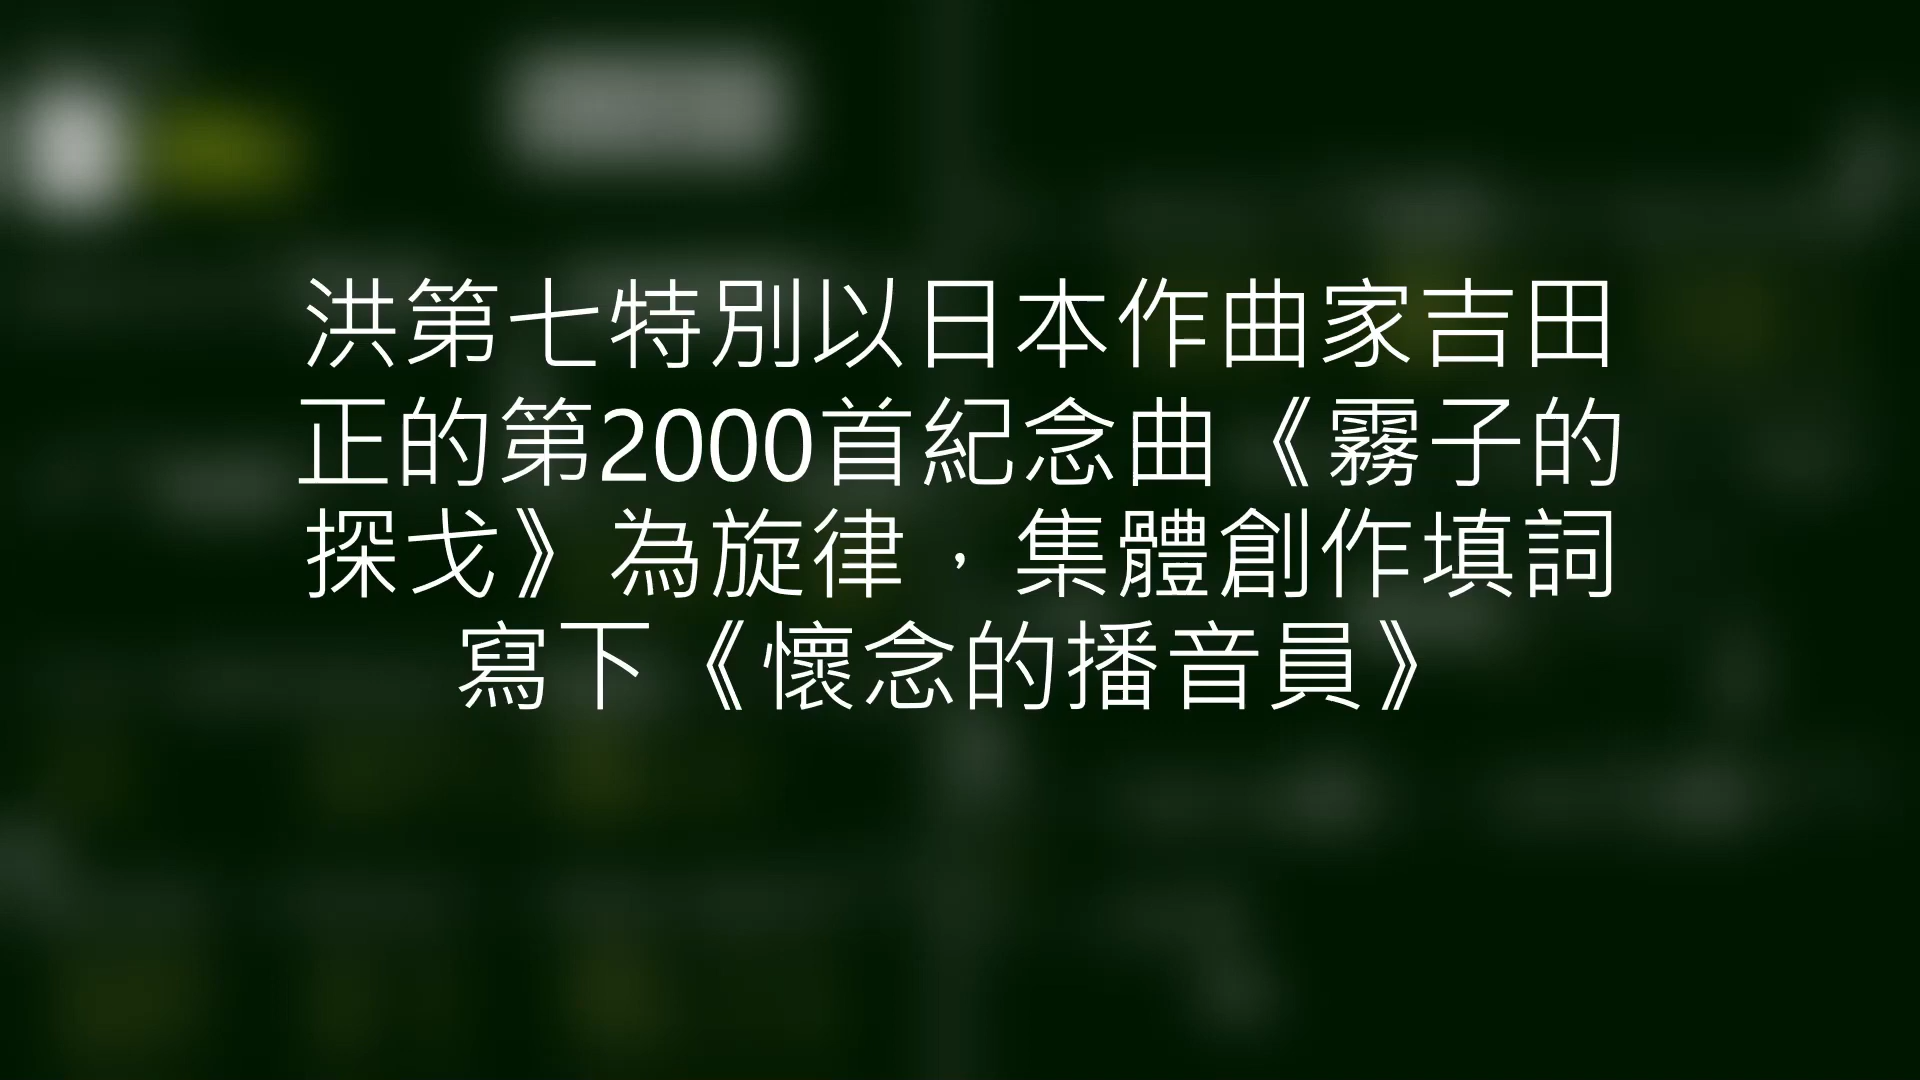 洪第七特別以日本作曲家吉田
正的第2000首紀念曲《霧子的
探戈》為旋律，集體創作填詞
寫下《懷念的播音員》